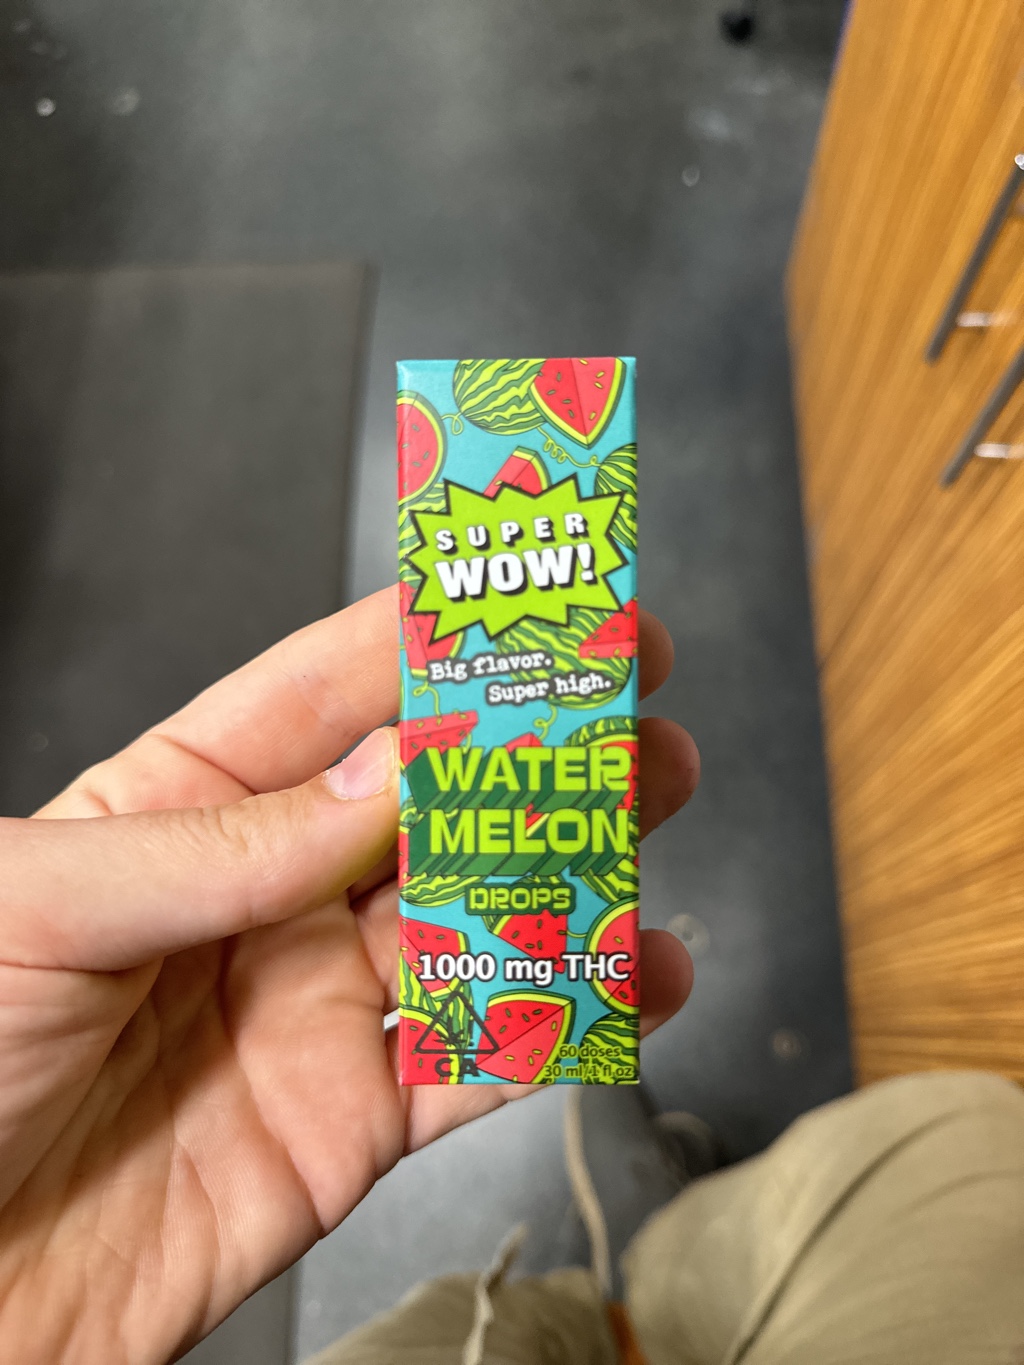 SUPER
WOW!
Big flavor.
Super high.
WATER
MELON
DROPS
1000 mg THC
CA
60 doses
30 ml/1 fl oz